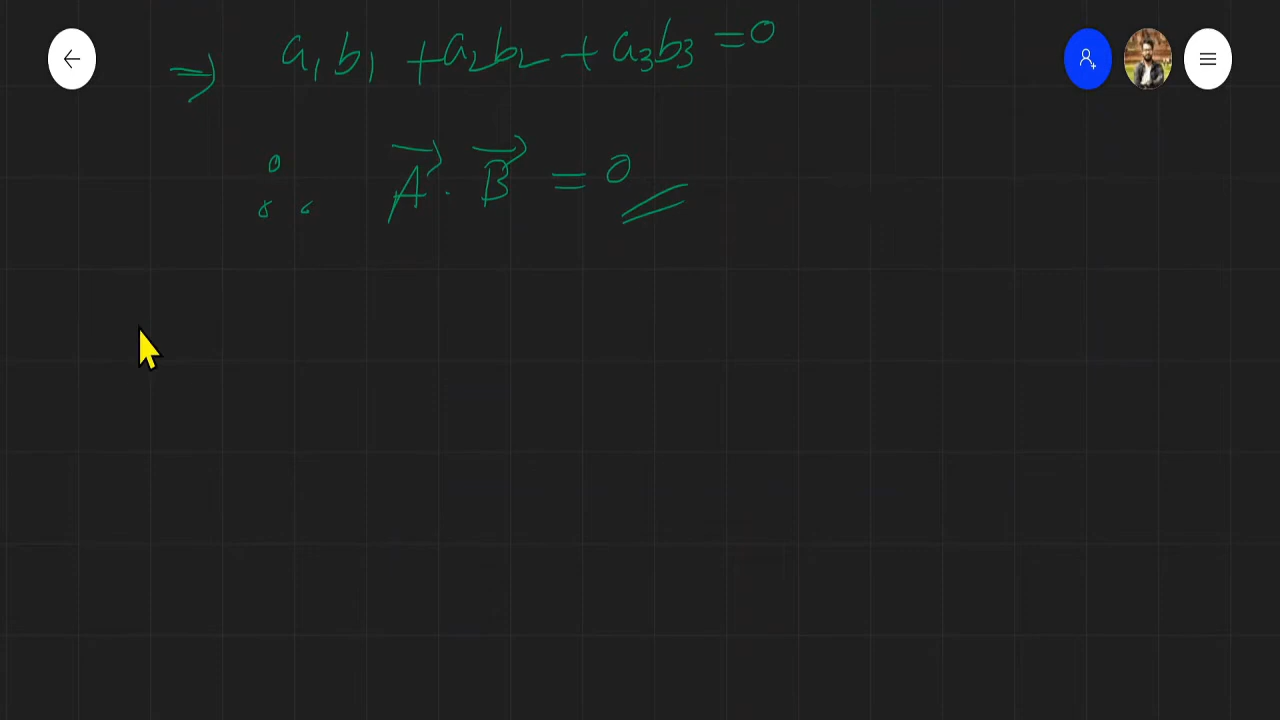 ⇒ a₁b₁ + a₂b₂ + a₃b₃ = 0
∴ A⃗ . B⃗ = 0